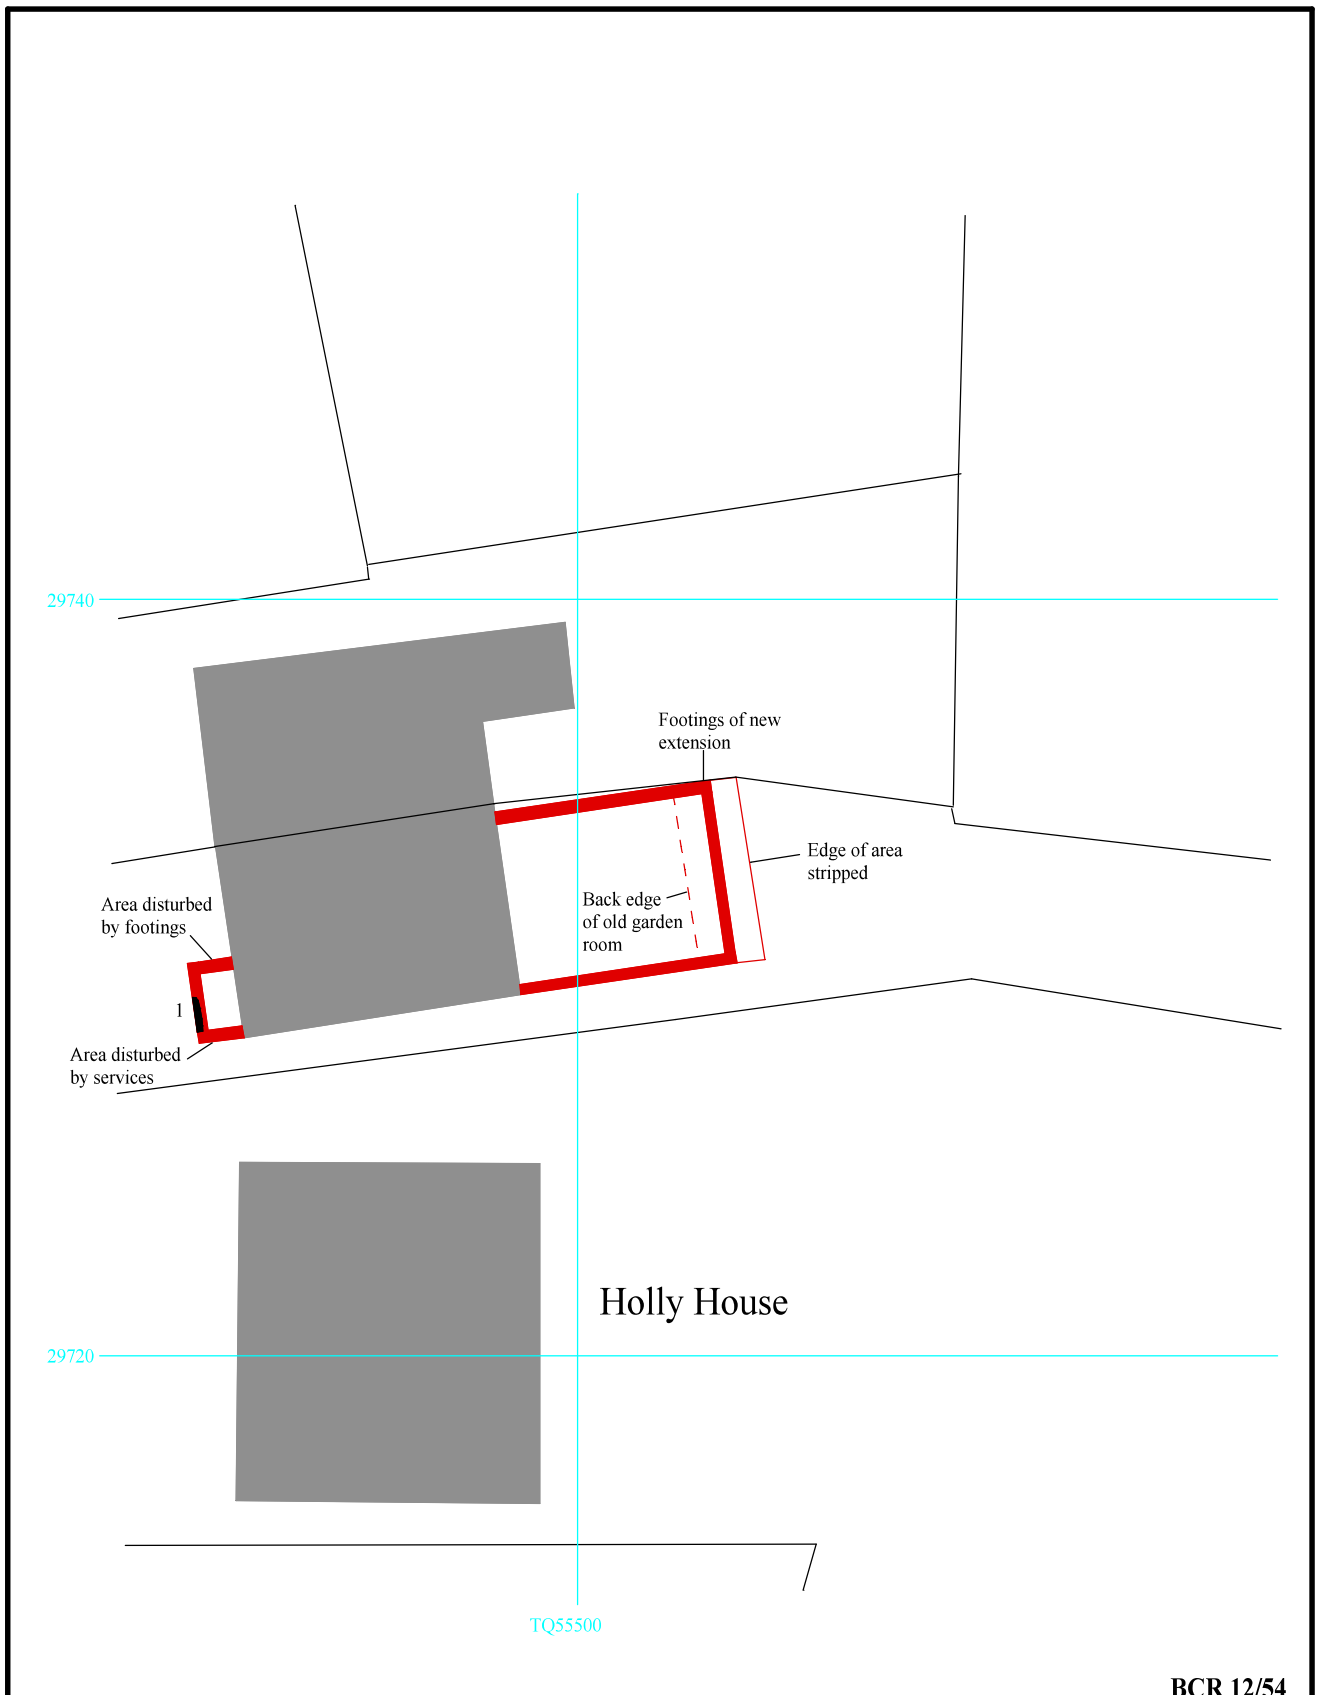 29740
Footings of new
extension
Edge of area
stripped
Back edge
of old garden
room
Area disturbed
by footings
1
Area disturbed
by services
Holly House
29720
TQ55500
BCR 12/54